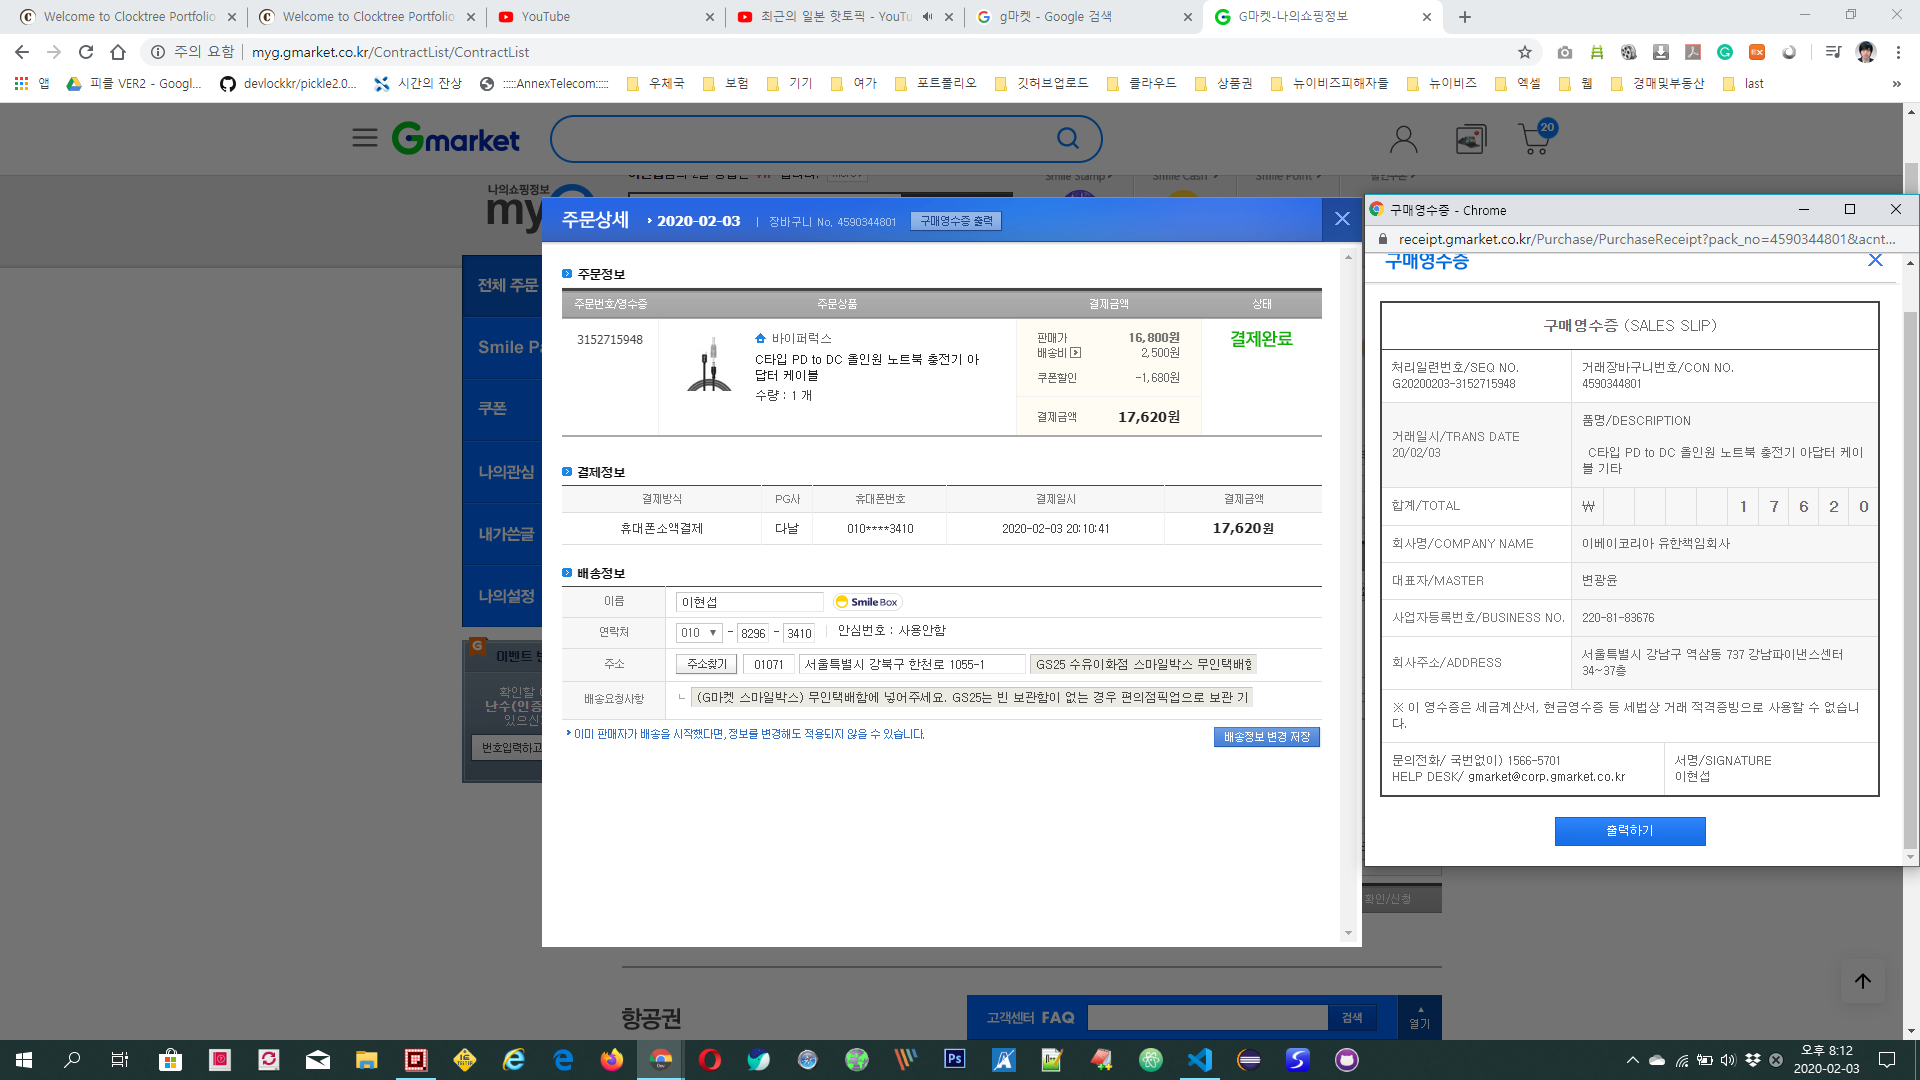 Welcome to Clocktree Portfolio
Welcome to Clocktree Portfolio
YouTube
최근의 일본 핫토픽 - YouTu
g마켓 - Google 검색
G마켓-나의쇼핑정보
주의 요함
myg.gmarket.co.kr/ContractList/ContractList
앱
피클 VER2 - Googl...
devlockkr/pickle2.0...
시간의 잔상
:::::AnnexTelecom:::::
우체국
보험
기기
여가
포트폴리오
깃허브업로드
클라우드
상품권
뉴이비즈피해자들
뉴이비즈
엑셀
웹
경매및부동산
last
»
Gmarket
20
나의쇼핑정보
my
Smile Stamp
Smile Cash
Smile Point
전체 주문
Smile Pa
쿠폰
나의관심
내가쓴글
나의설정
이벤트 번
확인할 수
난수(인증
있으신
번호입력하고
주문상세
2020-02-03
장바구니 No. 4590344801
구매영수증 출력
주문정보
주문번호/영수증
주문상품
결제금액
상태
3152715948
바이퍼럭스
C타입 PD to DC 올인원 노트북 충전기 아
답터 케이블
수량 : 1 개
판매가 16,800원
배송비 2,500원
쿠폰할인 -1,680원
결제금액 17,620원
결제완료
결제정보
결제방식
PG사
휴대폰번호
결제일시
결제금액
휴대폰소액결제
다날
010****3410
2020-02-03 20:10:41
17,620원
배송정보
이름
이현섭
Smile Box
연락처
010 - 8296 - 3410
안심번호 : 사용안함
주소
주소찾기
01071
서울특별시 강북구 한천로 1055-1
GS25 수유이화점 스마일박스 무인택배함
배송요청사항
(G마켓 스마일박스) 무인택배함에 넣어주세요. GS25는 빈 보관함이 없는 경우 편의점픽업으로 보관 기
이미 판매자가 배송을 시작했다면, 정보를 변경해도 적용되지 않을 수 있습니다.
배송정보 변경 저장
구매영수증 - Chrome
receipt.gmarket.co.kr/Purchase/PurchaseReceipt?pack_no=4590344801&acnt...
구매영수증
구매영수증 (SALES SLIP)
처리일련번호/SEQ NO.
G20200203-3152715948
거래장바구니번호/CON NO.
4590344801
거래일시/TRANS DATE
20/02/03
품명/DESCRIPTION
C타입 PD to DC 올인원 노트북 충전기 아답터 케이
블 기타
합계/TOTAL
₩ 1 7 6 2 0
회사명/COMPANY NAME
이베이코리아 유한책임회사
대표자/MASTER
변광윤
사업자등록번호/BUSINESS NO.
220-81-83676
회사주소/ADDRESS
서울특별시 강남구 역삼동 737 강남파이낸스센터
34~37층
※ 이 영수증은 세금계산서, 현금영수증 등 세법상 거래 적격증빙으로 사용할 수 없습니
다.
문의전화/ 국번없이) 1566-5701
HELP DESK/ gmarket@corp.gmarket.co.kr
서명/SIGNATURE
이현섭
출력하기
확인/신청
항공권
고객센터 FAQ
검색
열기
오후 8:12
2020-02-03